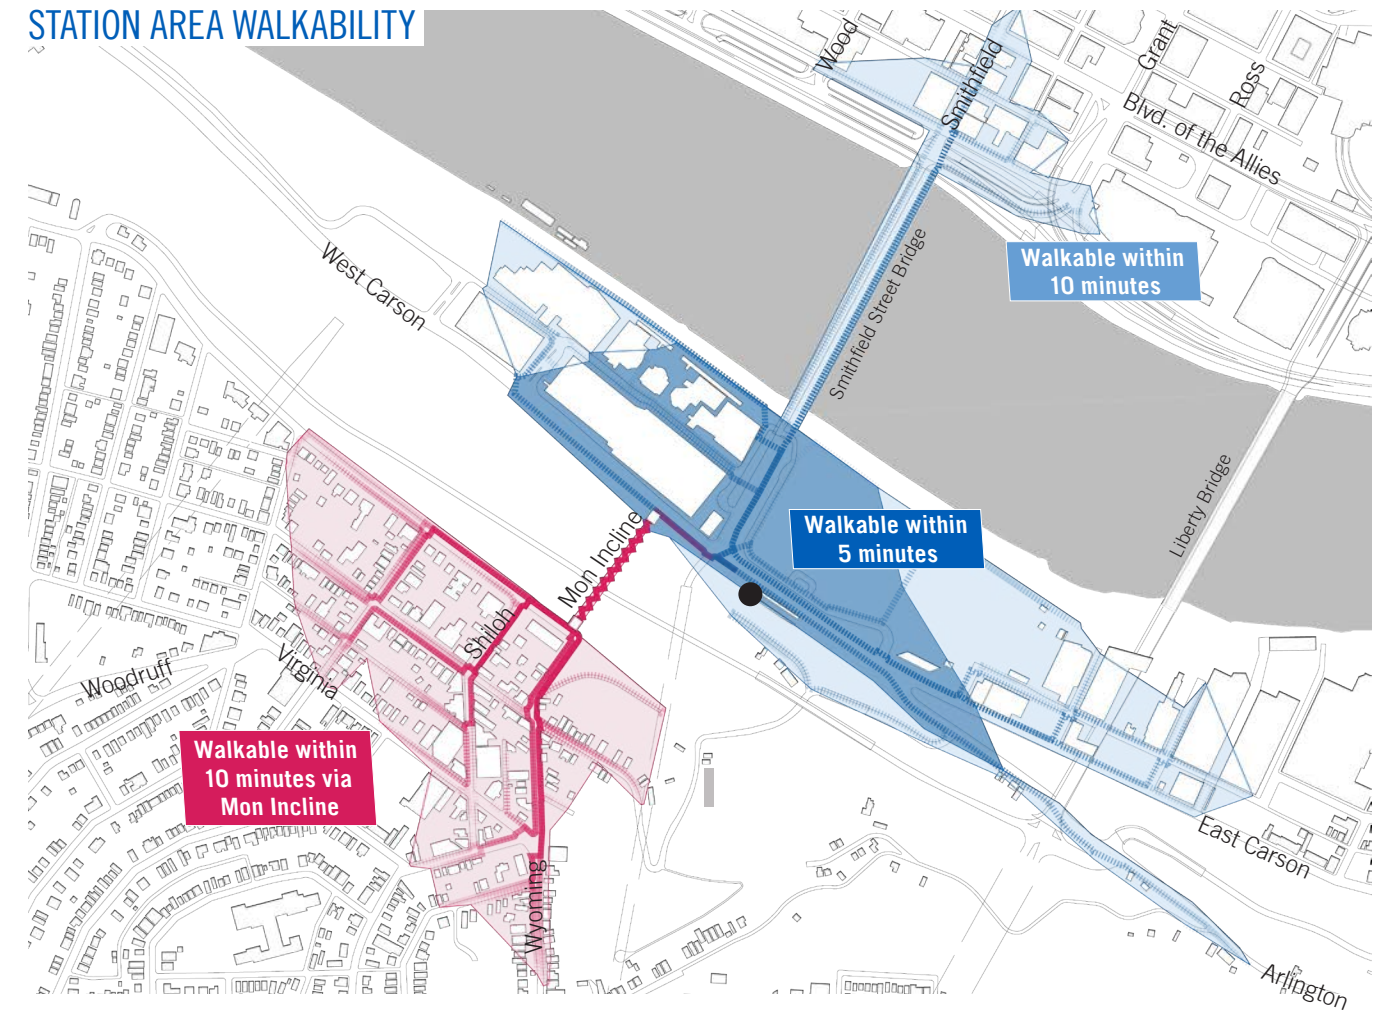 STATION AREA WALKABILITY
Wood
Smithfield
Grant
Ross
Blvd. of the Allies
Walkable within
10 minutes
West Carson
Smithfield Street Bridge
Liberty Bridge
Walkable within
5 minutes
Mon Incline
Shiloh
Woodruff
Virginia
Walkable within
10 minutes via
Mon Incline
Wyoming
East Carson
Arlington